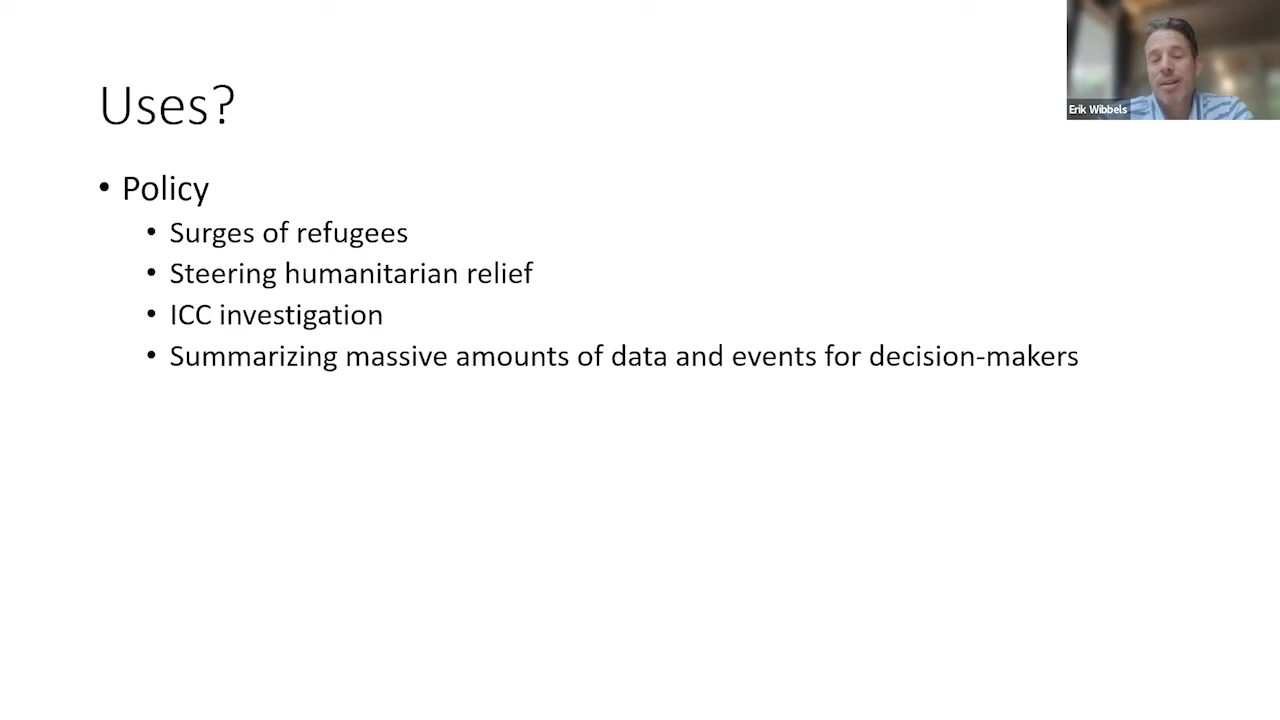 Uses?
• Policy
• Surges of refugees
• Steering humanitarian relief
• ICC investigation
• Summarizing massive amounts of data and events for decision-makers
Erik Wibbels